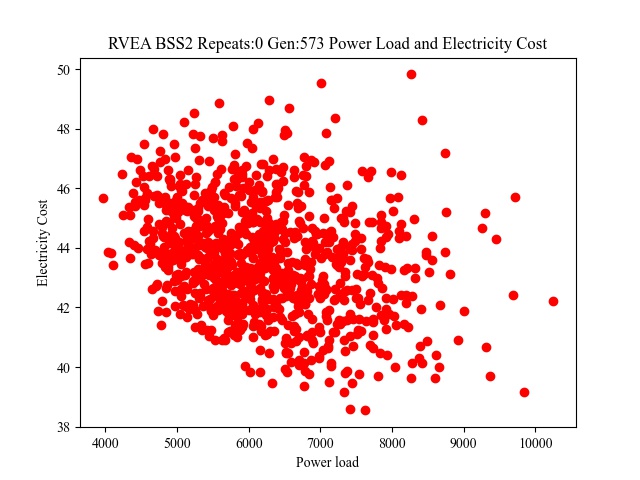 RVEA BSS2 Repeats:0 Gen:573 Power Load and Electricity Cost
50
48
46
44
42
40
38
Electricity Cost
4000 5000 6000 7000 8000 9000 10000
Power load